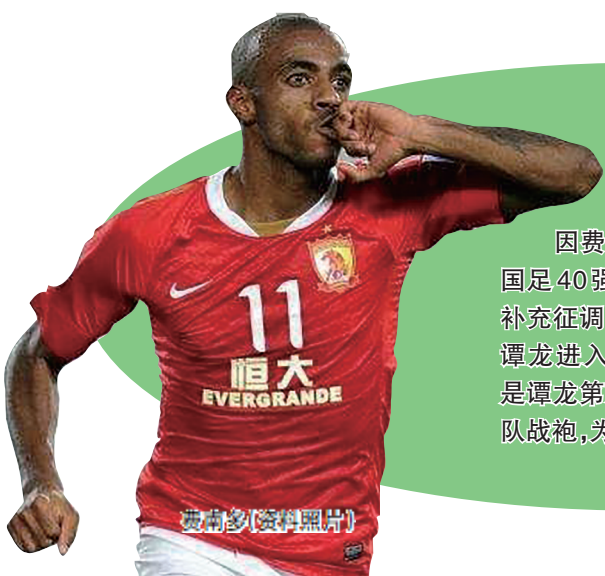 11
恒大
EVERGRANDE
费南多(资料照片)
因费
国足40强
补充征调
谭龙进入
是谭龙第
队战袍,为